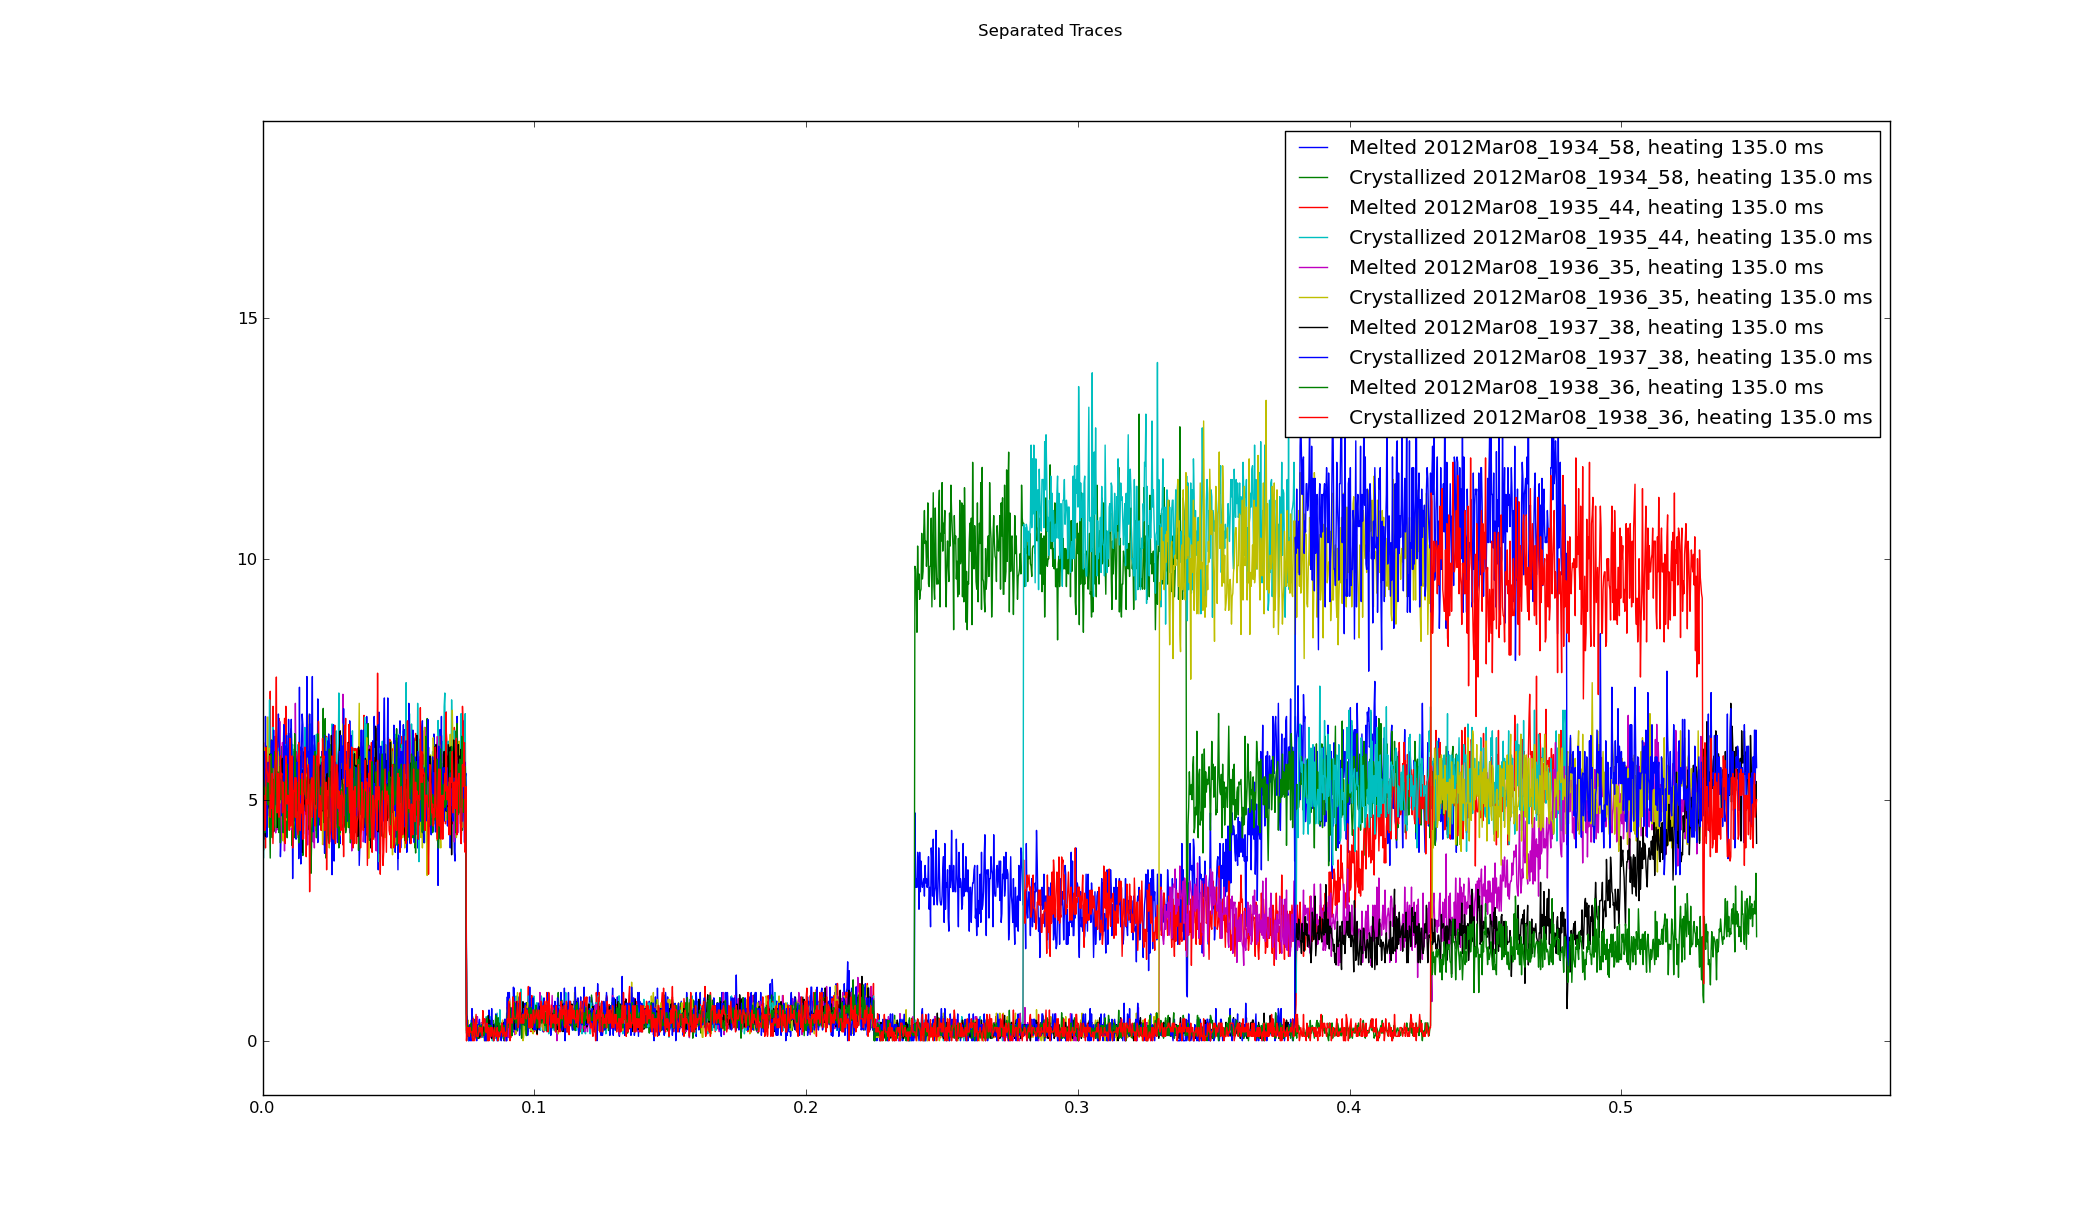 Separated Traces
Melted 2012Mar08_1934_58, heating 135.0 ms
Crystallized 2012Mar08_1934_58, heating 135.0 ms
Melted 2012Mar08_1935_44, heating 135.0 ms
Crystallized 2012Mar08_1935_44, heating 135.0 ms
Melted 2012Mar08_1936_35, heating 135.0 ms
Crystallized 2012Mar08_1936_35, heating 135.0 ms
Melted 2012Mar08_1937_38, heating 135.0 ms
Crystallized 2012Mar08_1937_38, heating 135.0 ms
Melted 2012Mar08_1938_36, heating 135.0 ms
Crystallized 2012Mar08_1938_36, heating 135.0 ms
15
10
5
0
0.0 0.1 0.2 0.3 0.4 0.5